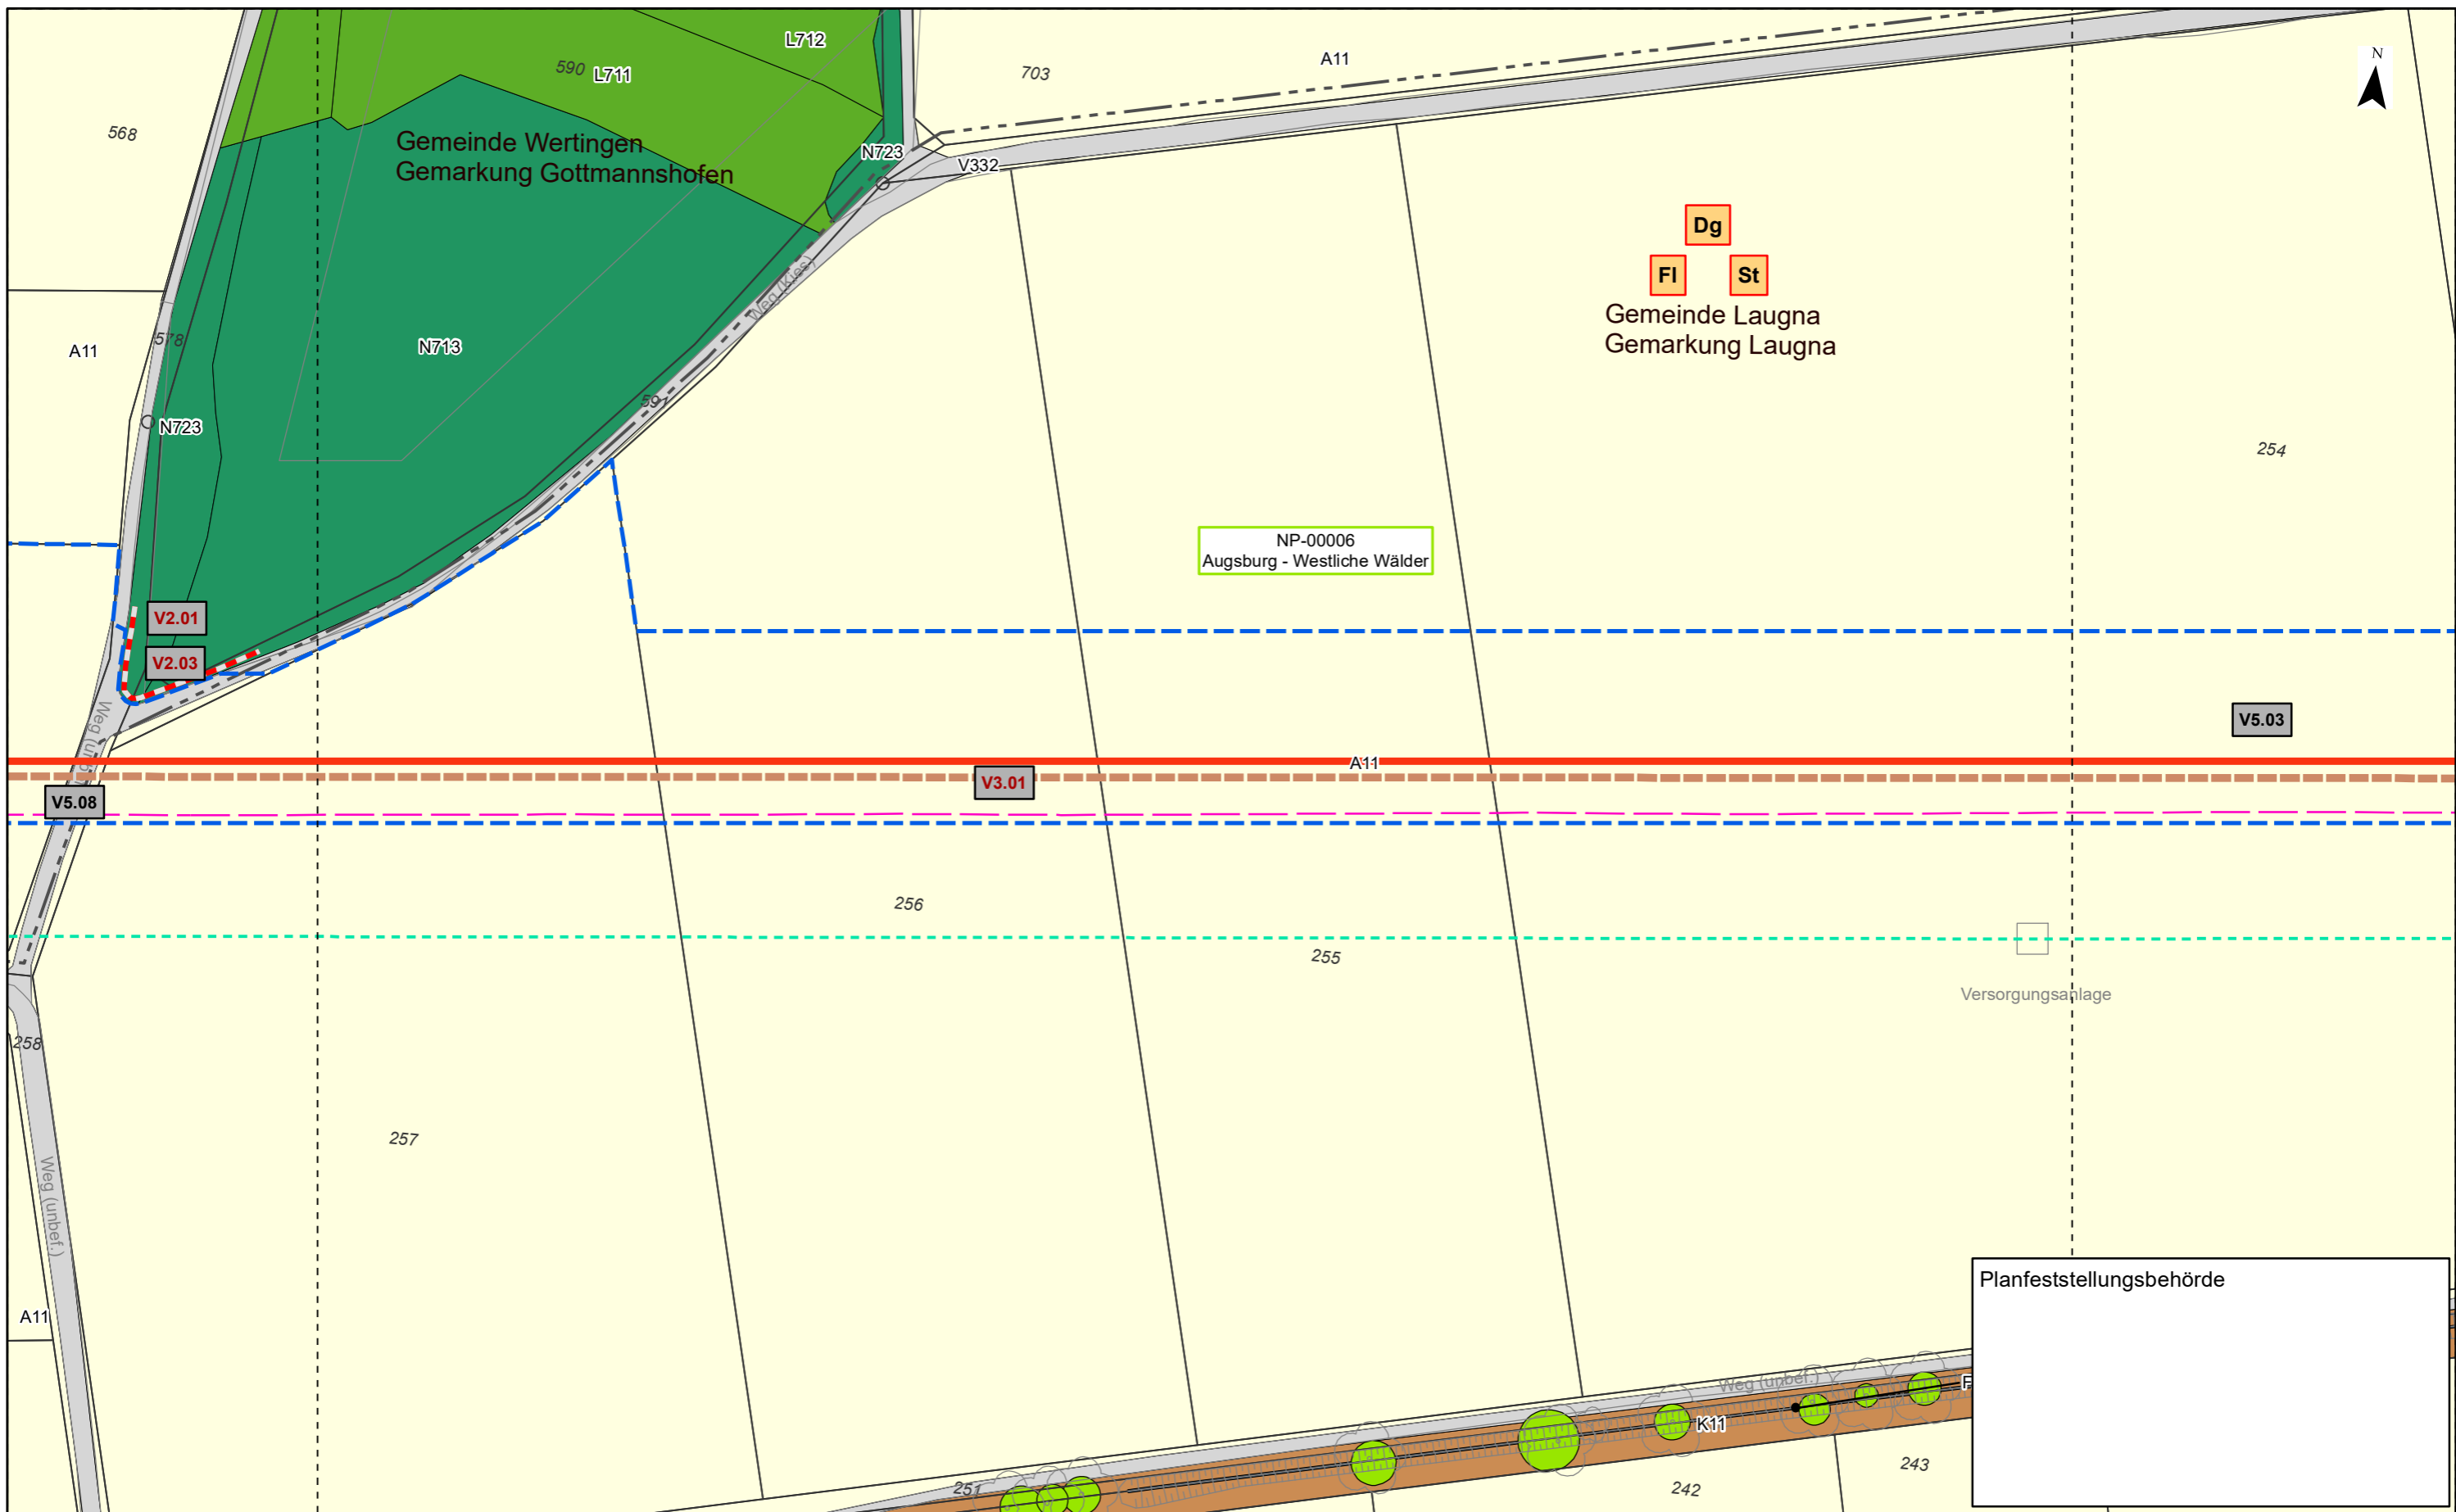 L712
590
L711
703
A11
N
568
Gemeinde Wertingen
Gemarkung Gottmannshofen
N723
V332
Dg
Fl
St
Gemeinde Laugna
Gemarkung Laugna
Weg (Kies)
578
A11
N713
591
N723
254
NP-00006
Augsburg - Westliche Wälder
V2.01
V2.03
V5.03
A11
V3.01
V5.08
256
255
Versorgungsanlage
258
257
Weg (unbef.)
A11
Planfeststellungsbehörde
Weg (unbef.)
K11
251
242
243